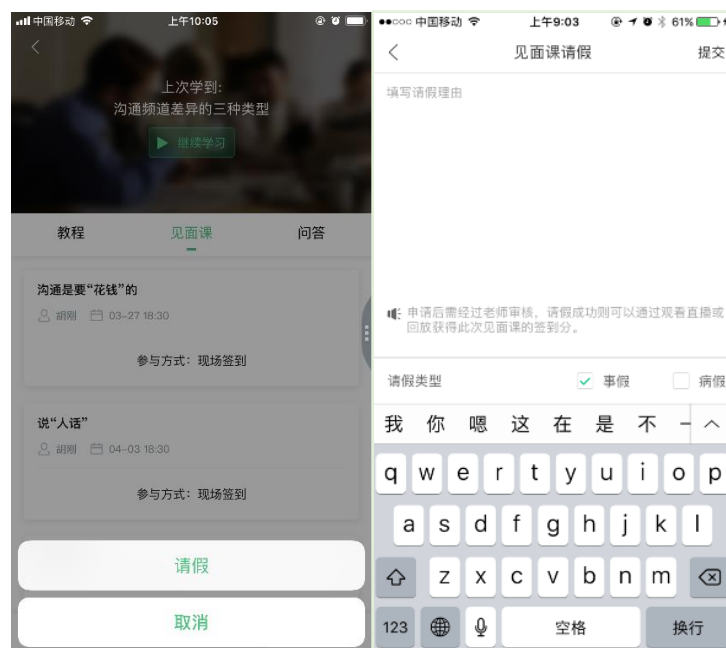 中国移动
上午10:05
上次学到:
沟通频道差异的三种类型
继续学习
教程
见面课
问答
沟通是要“花钱”的
胡刚 03-27 18:30
参与方式：现场签到
说“人话”
胡刚 04-03 18:30
参与方式：现场签到
请假
取消
中国移动
上午9:03
61%
见面课请假
提交
填写请假理由
申请后需经过老师审核，请假成功则可以通过观看直播或
回放获得此次见面课的签到分。
请假类型
事假
病假
我 你 嗯 这 在 是 不 一
q w e r t y u i o p
a s d f g h j k l
z x c v b n m
123
空格
换行